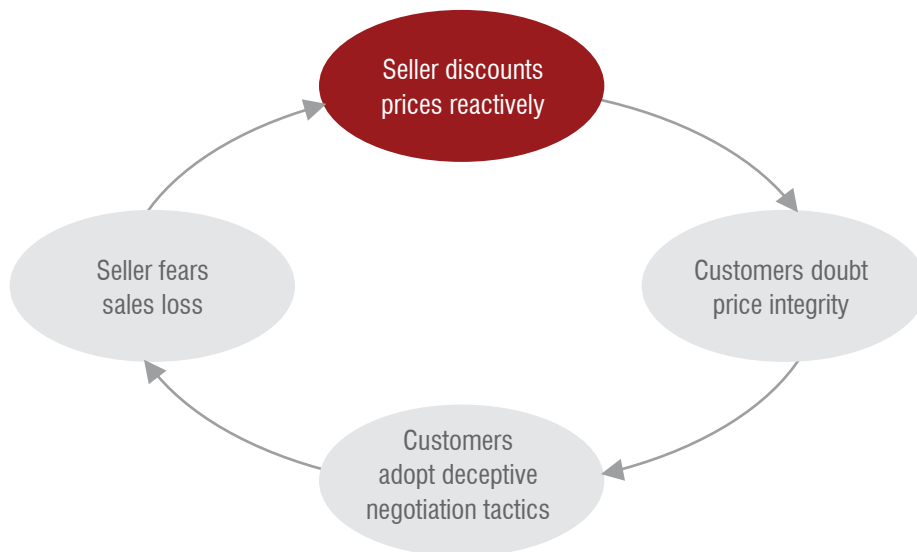 Seller discounts
prices reactively
Seller fears
sales loss
Customers doubt
price integrity
Customers
adopt deceptive
negotiation tactics